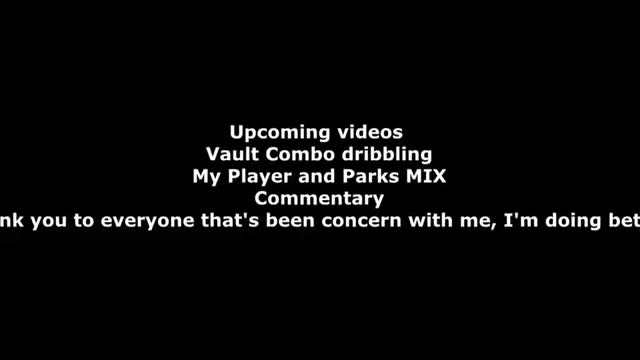 Upcoming videos
Vault Combo dribbling
My Player and Parks MIX
Commentary
nk you to everyone that's been concern with me, I'm doing bet